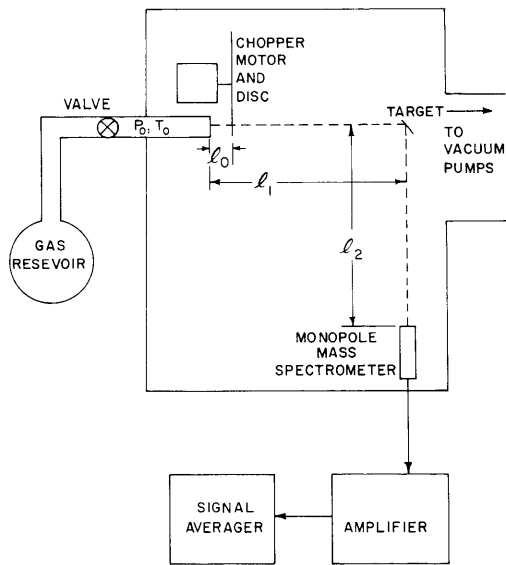 CHOPPER
MOTOR
AND
DISC
VALVE
P₀, T₀
TARGET
TO
VACUUM
PUMPS
ℓ₀
ℓ₁
GAS
RESEVOIR
ℓ₂
MONOPOLE
MASS
SPECTROMETER
SIGNAL
AVERAGER
AMPLIFIER